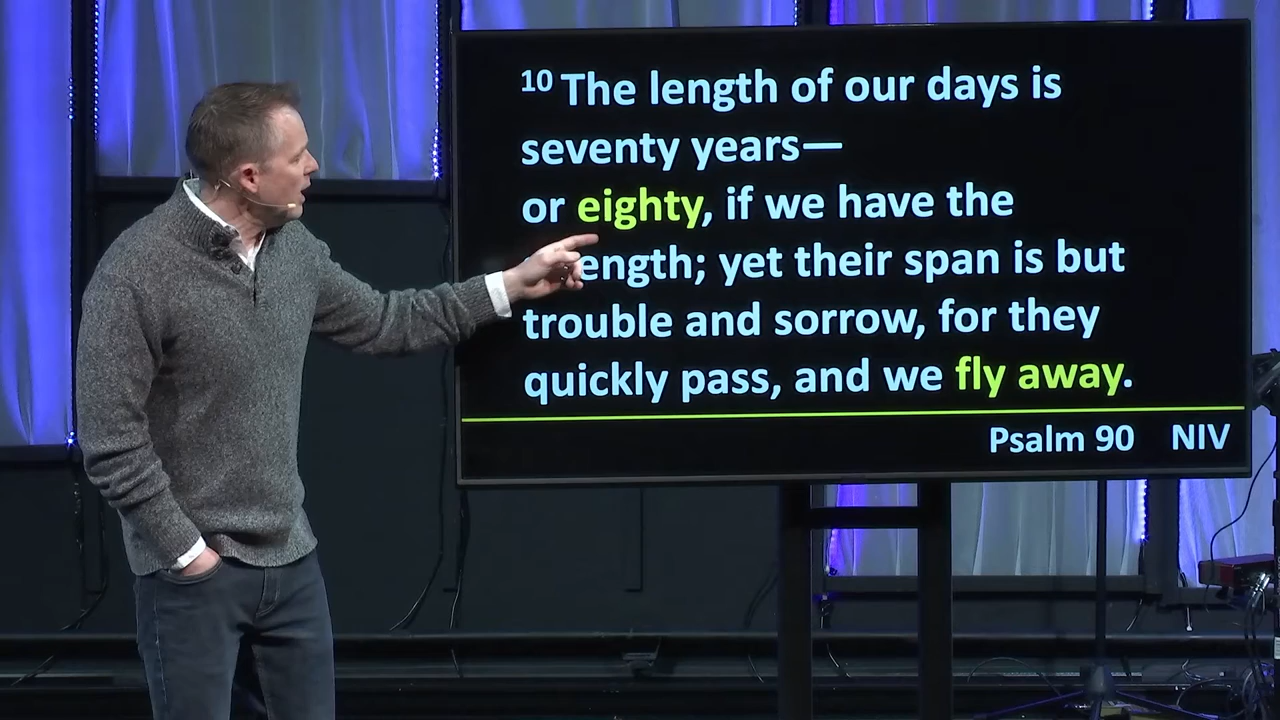 10 The length of our days is
seventy years—
or eighty, if we have the
ength; yet their span is but
trouble and sorrow, for they
quickly pass, and we fly away.
Psalm 90 NIV